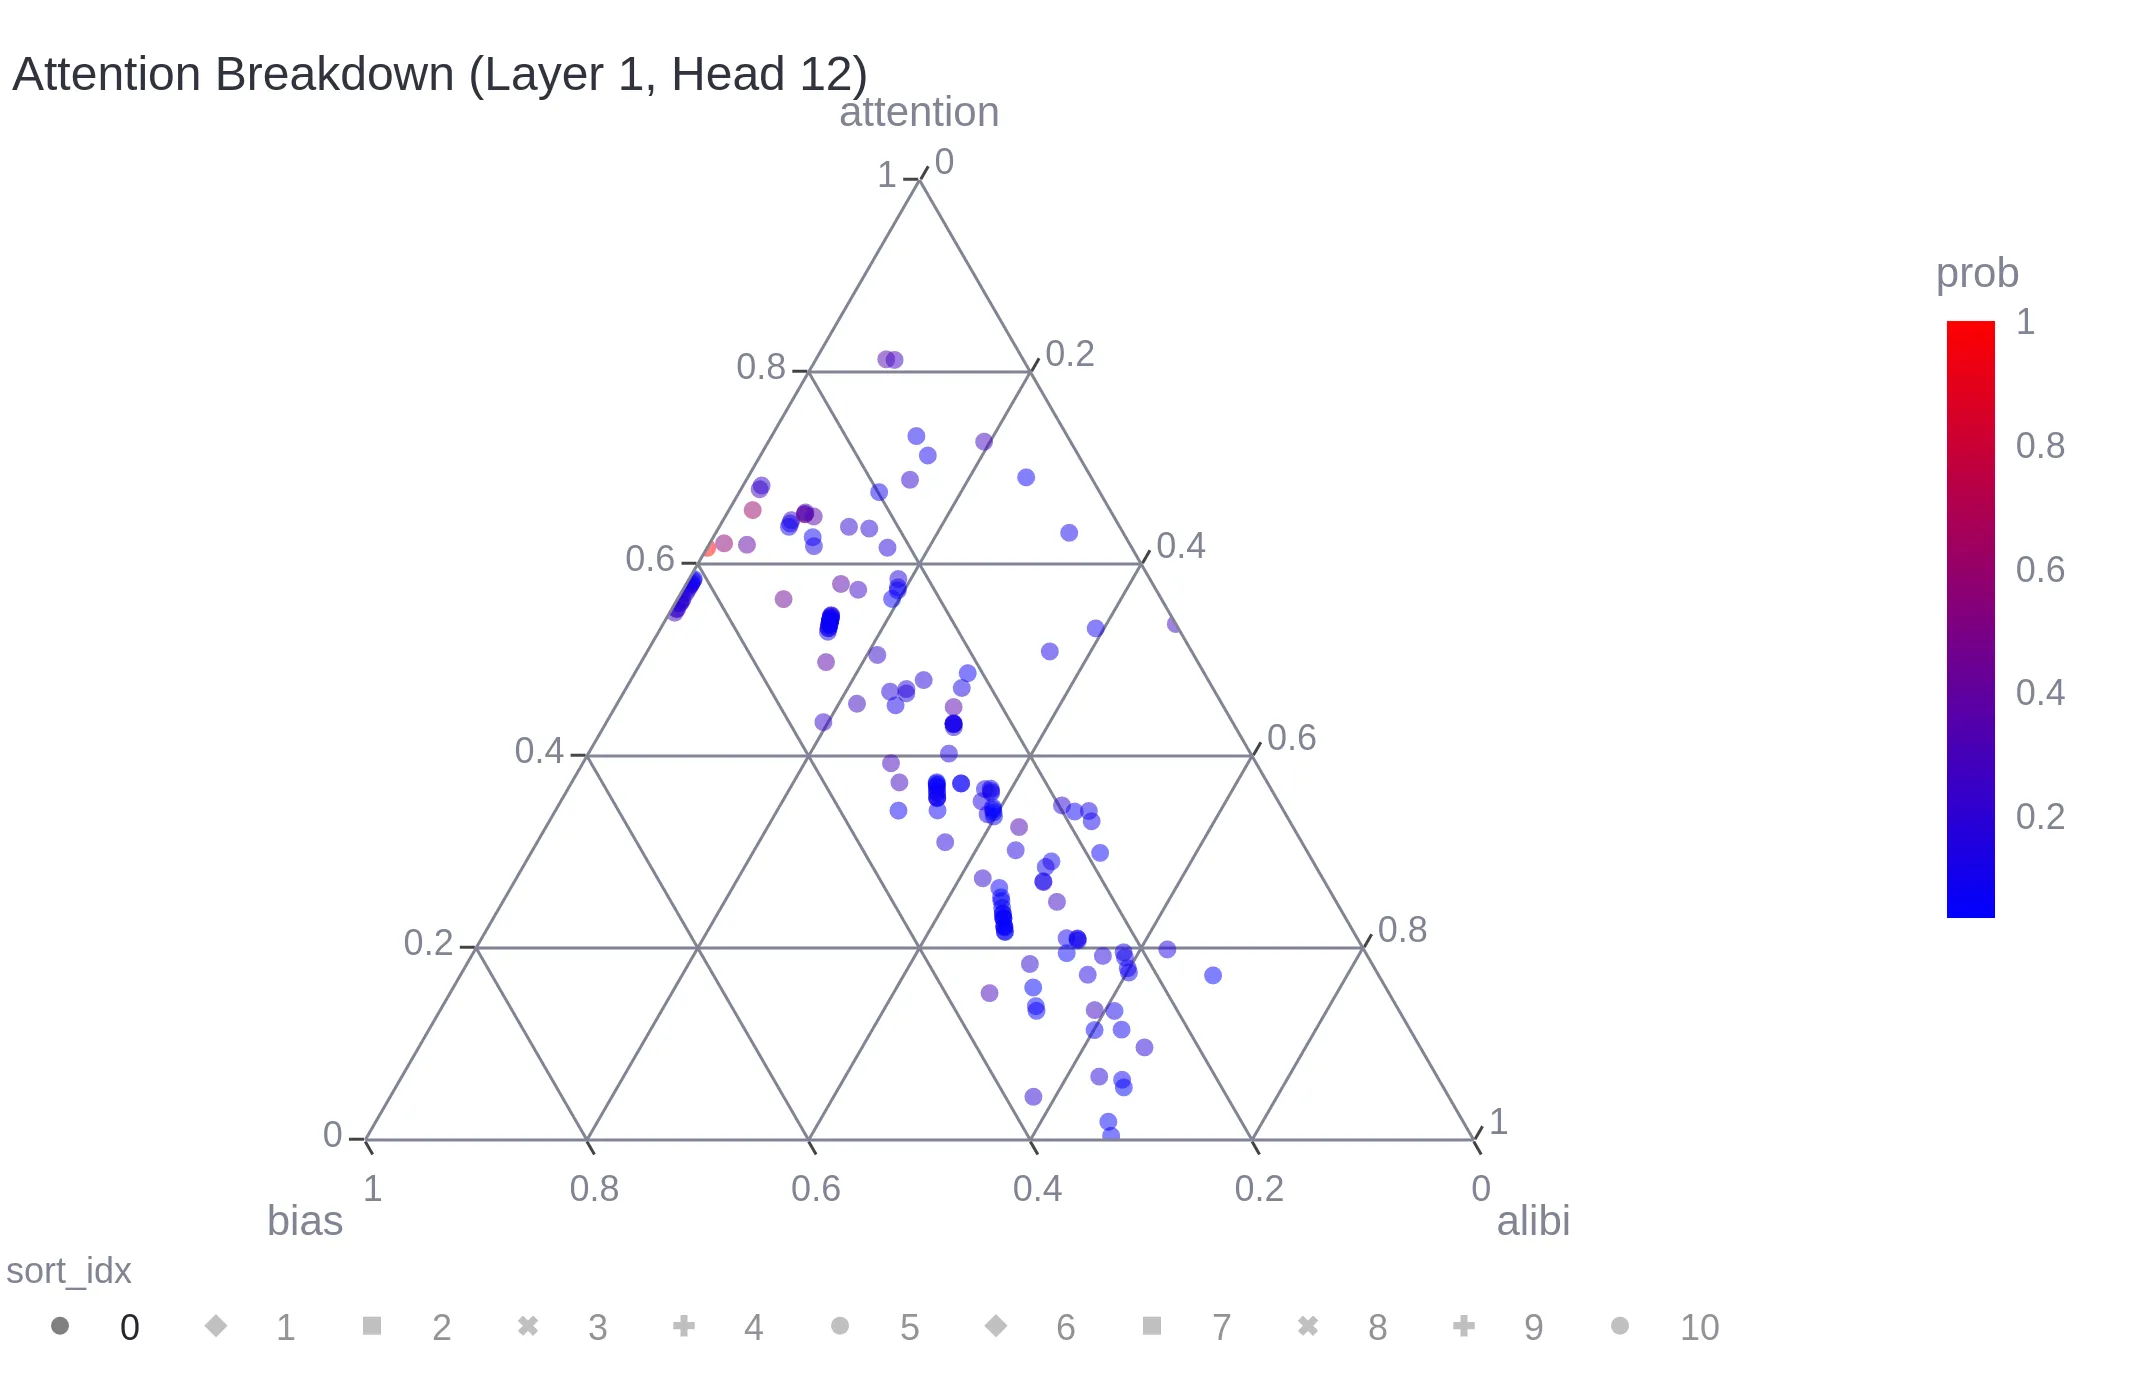 Attention Breakdown (Layer 1, Head 12)
attention
1 0
0.8 0.2
0.6 0.4
0.4 0.6
0.2 0.8
0 1
1 0.8 0.6 0.4 0.2 0
bias alibi
prob
1
0.8
0.6
0.4
0.2
sort_idx
0 1 2 3 4 5 6 7 8 9 10